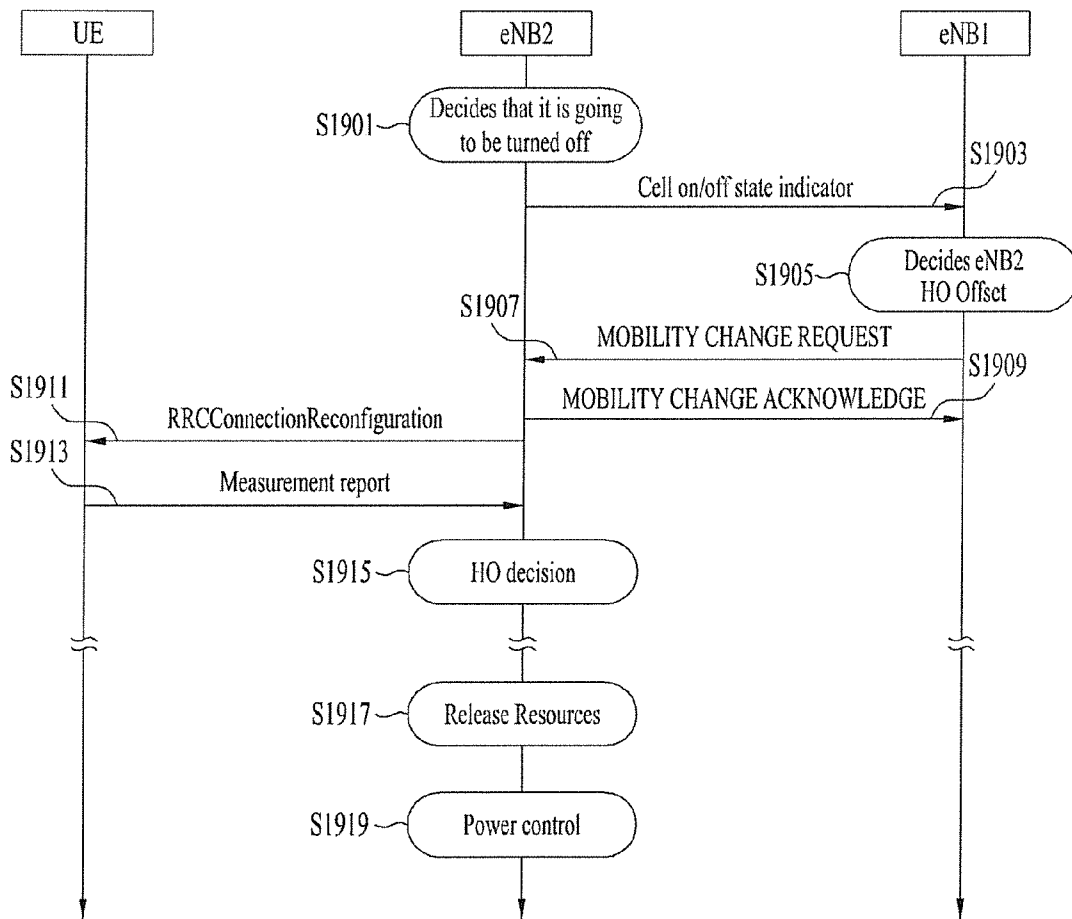 UE
eNB2
eNB1
S1901
Decides that it is going
to be turned off
S1903
Cell on/off state indicator
S1905
Decides eNB2
HO Offset
S1907
MOBILITY CHANGE REQUEST
S1909
MOBILITY CHANGE ACKNOWLEDGE
S1911
RRCConnectionReconfiguration
S1913
Measurement report
S1915
HO decision
S1917
Release Resources
S1919
Power control